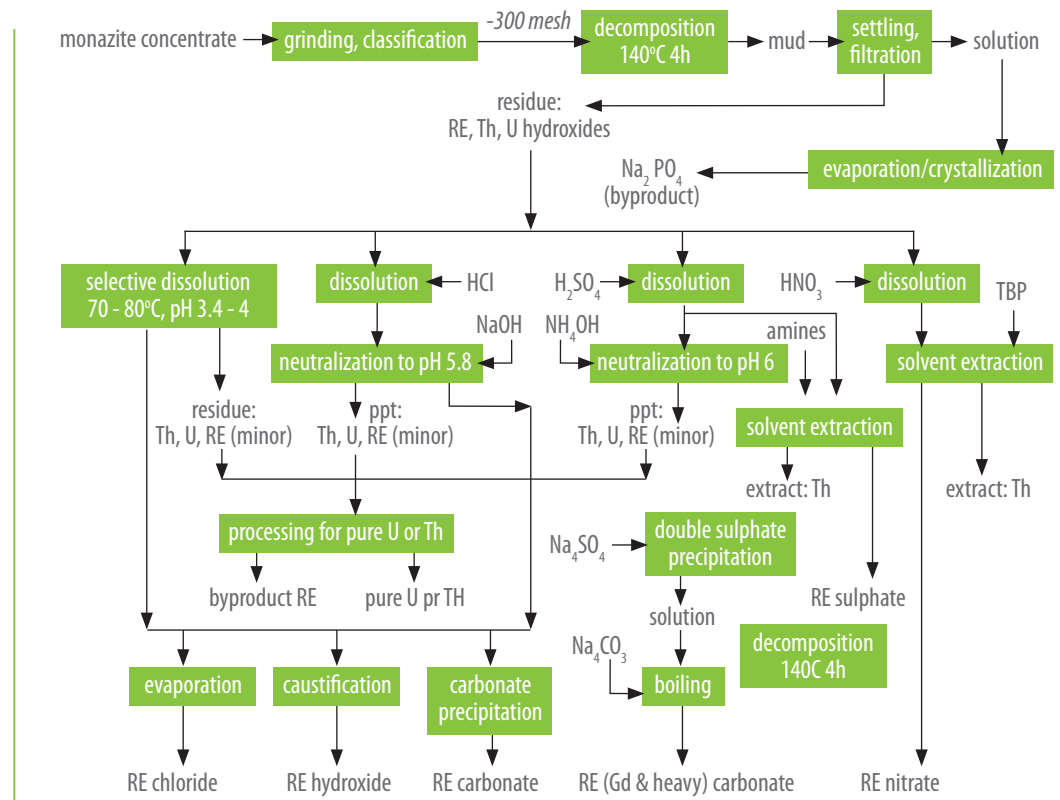 monazite concentrate
grinding, classification
-300 mesh
decomposition
140ºC 4h
mud
settling,
filtration
solution
residue:
RE, Th, U hydroxides
Na₂ PO₄
(byproduct)
evaporation/crystallization
selective dissolution
70 - 80ºC, pH 3.4 - 4
dissolution
HCl
H₂SO₄
dissolution
HNO₃
dissolution
TBP
NaOH
neutralization to pH 5.8
NH₄OH
neutralization to pH 6
amines
solvent extraction
residue:
Th, U, RE (minor)
ppt:
Th, U, RE (minor)
ppt:
Th, U, RE (minor)
solvent extraction
extract: Th
extract: Th
processing for pure U or Th
Na₄SO₄
double sulphate
precipitation
byproduct RE
pure U pr TH
solution
RE sulphate
Na₄CO₃
decomposition
140C 4h
evaporation
caustification
carbonate
precipitation
boiling
RE chloride
RE hydroxide
RE carbonate
RE (Gd & heavy) carbonate
RE nitrate